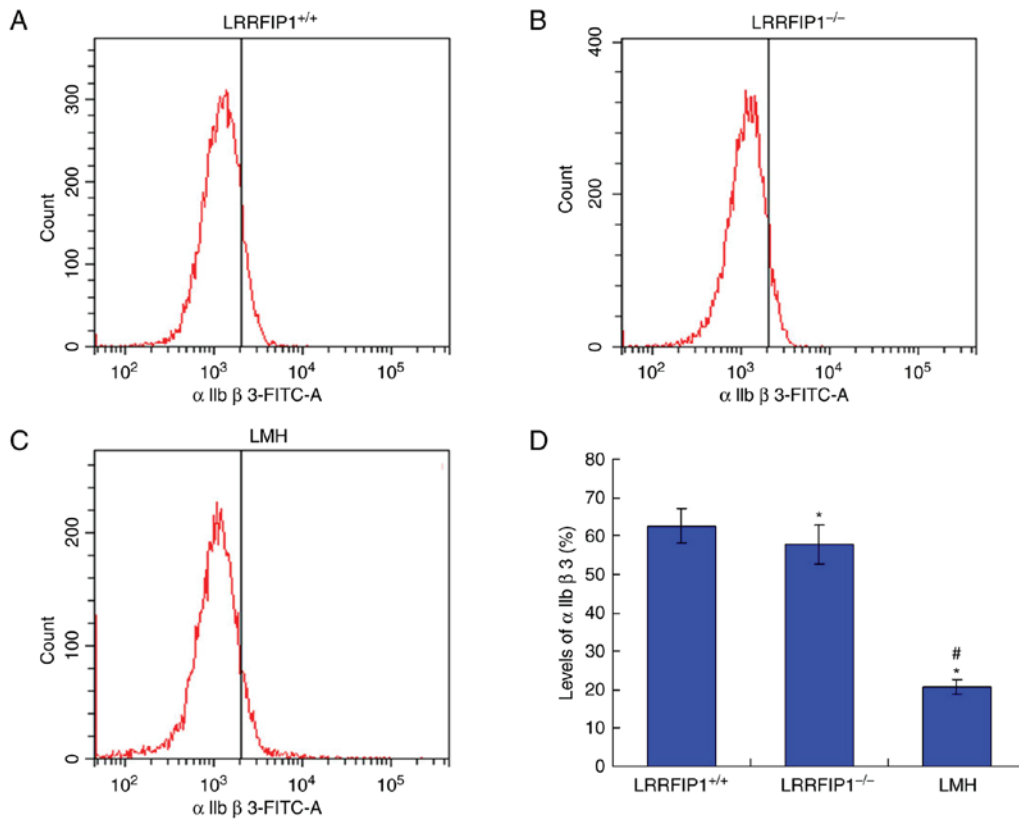 A
LRRFIP1+/+
Count
300
200
100
0
10²
10³
10⁴
10⁵
α IIb β 3-FITC-A
B
LRRFIP1−/−
Count
400
200
0
10²
10³
10⁴
10⁵
α IIb β 3-FITC-A
C
LMH
Count
200
100
0
10²
10³
10⁴
10⁵
α IIb β 3-FITC-A
D
Levels of α IIb β 3 (%)
80
70
60
50
40
30
20
10
0
*
#
*
LRRFIP1+/+
LRRFIP1−/−
LMH